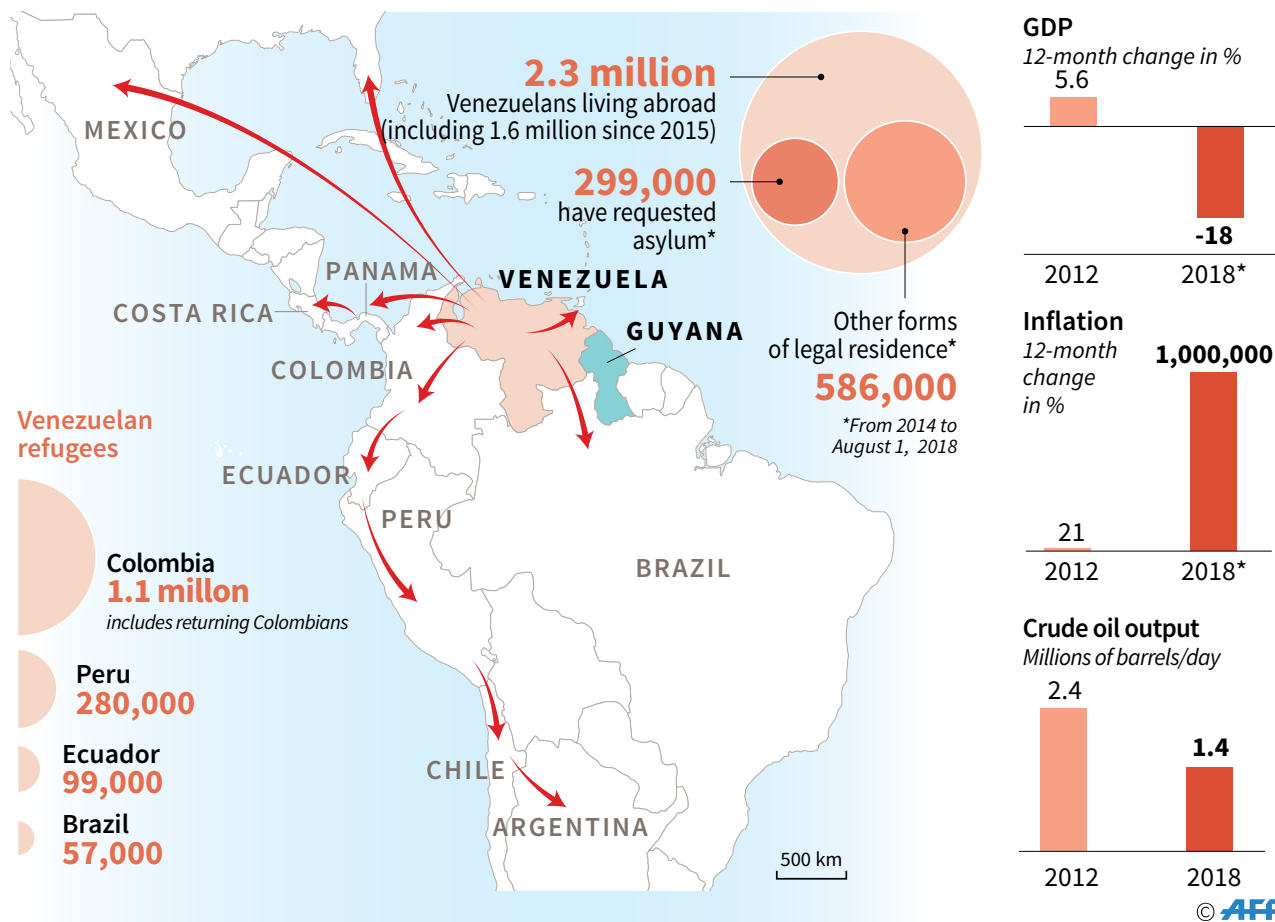 2.3 million
Venezuelans living abroad
(including 1.6 million since 2015)
299,000
have requested
asylum*
Other forms
of legal residence*
586,000
*From 2014 to
August 1, 2018
MEXICO
PANAMA
COSTA RICA
VENEZUELA
GUYANA
COLOMBIA
ECUADOR
PERU
BRAZIL
CHILE
ARGENTINA
500 km
Venezuelan
refugees
Colombia
1.1 millon
includes returning Colombians
Peru
280,000
Ecuador
99,000
Brazil
57,000
GDP
12-month change in %
5.6
-18
2012 2018*
Inflation
12-month
change
in %
1,000,000
21
2012 2018*
Crude oil output
Millions of barrels/day
2.4
1.4
2012 2018
© AFP